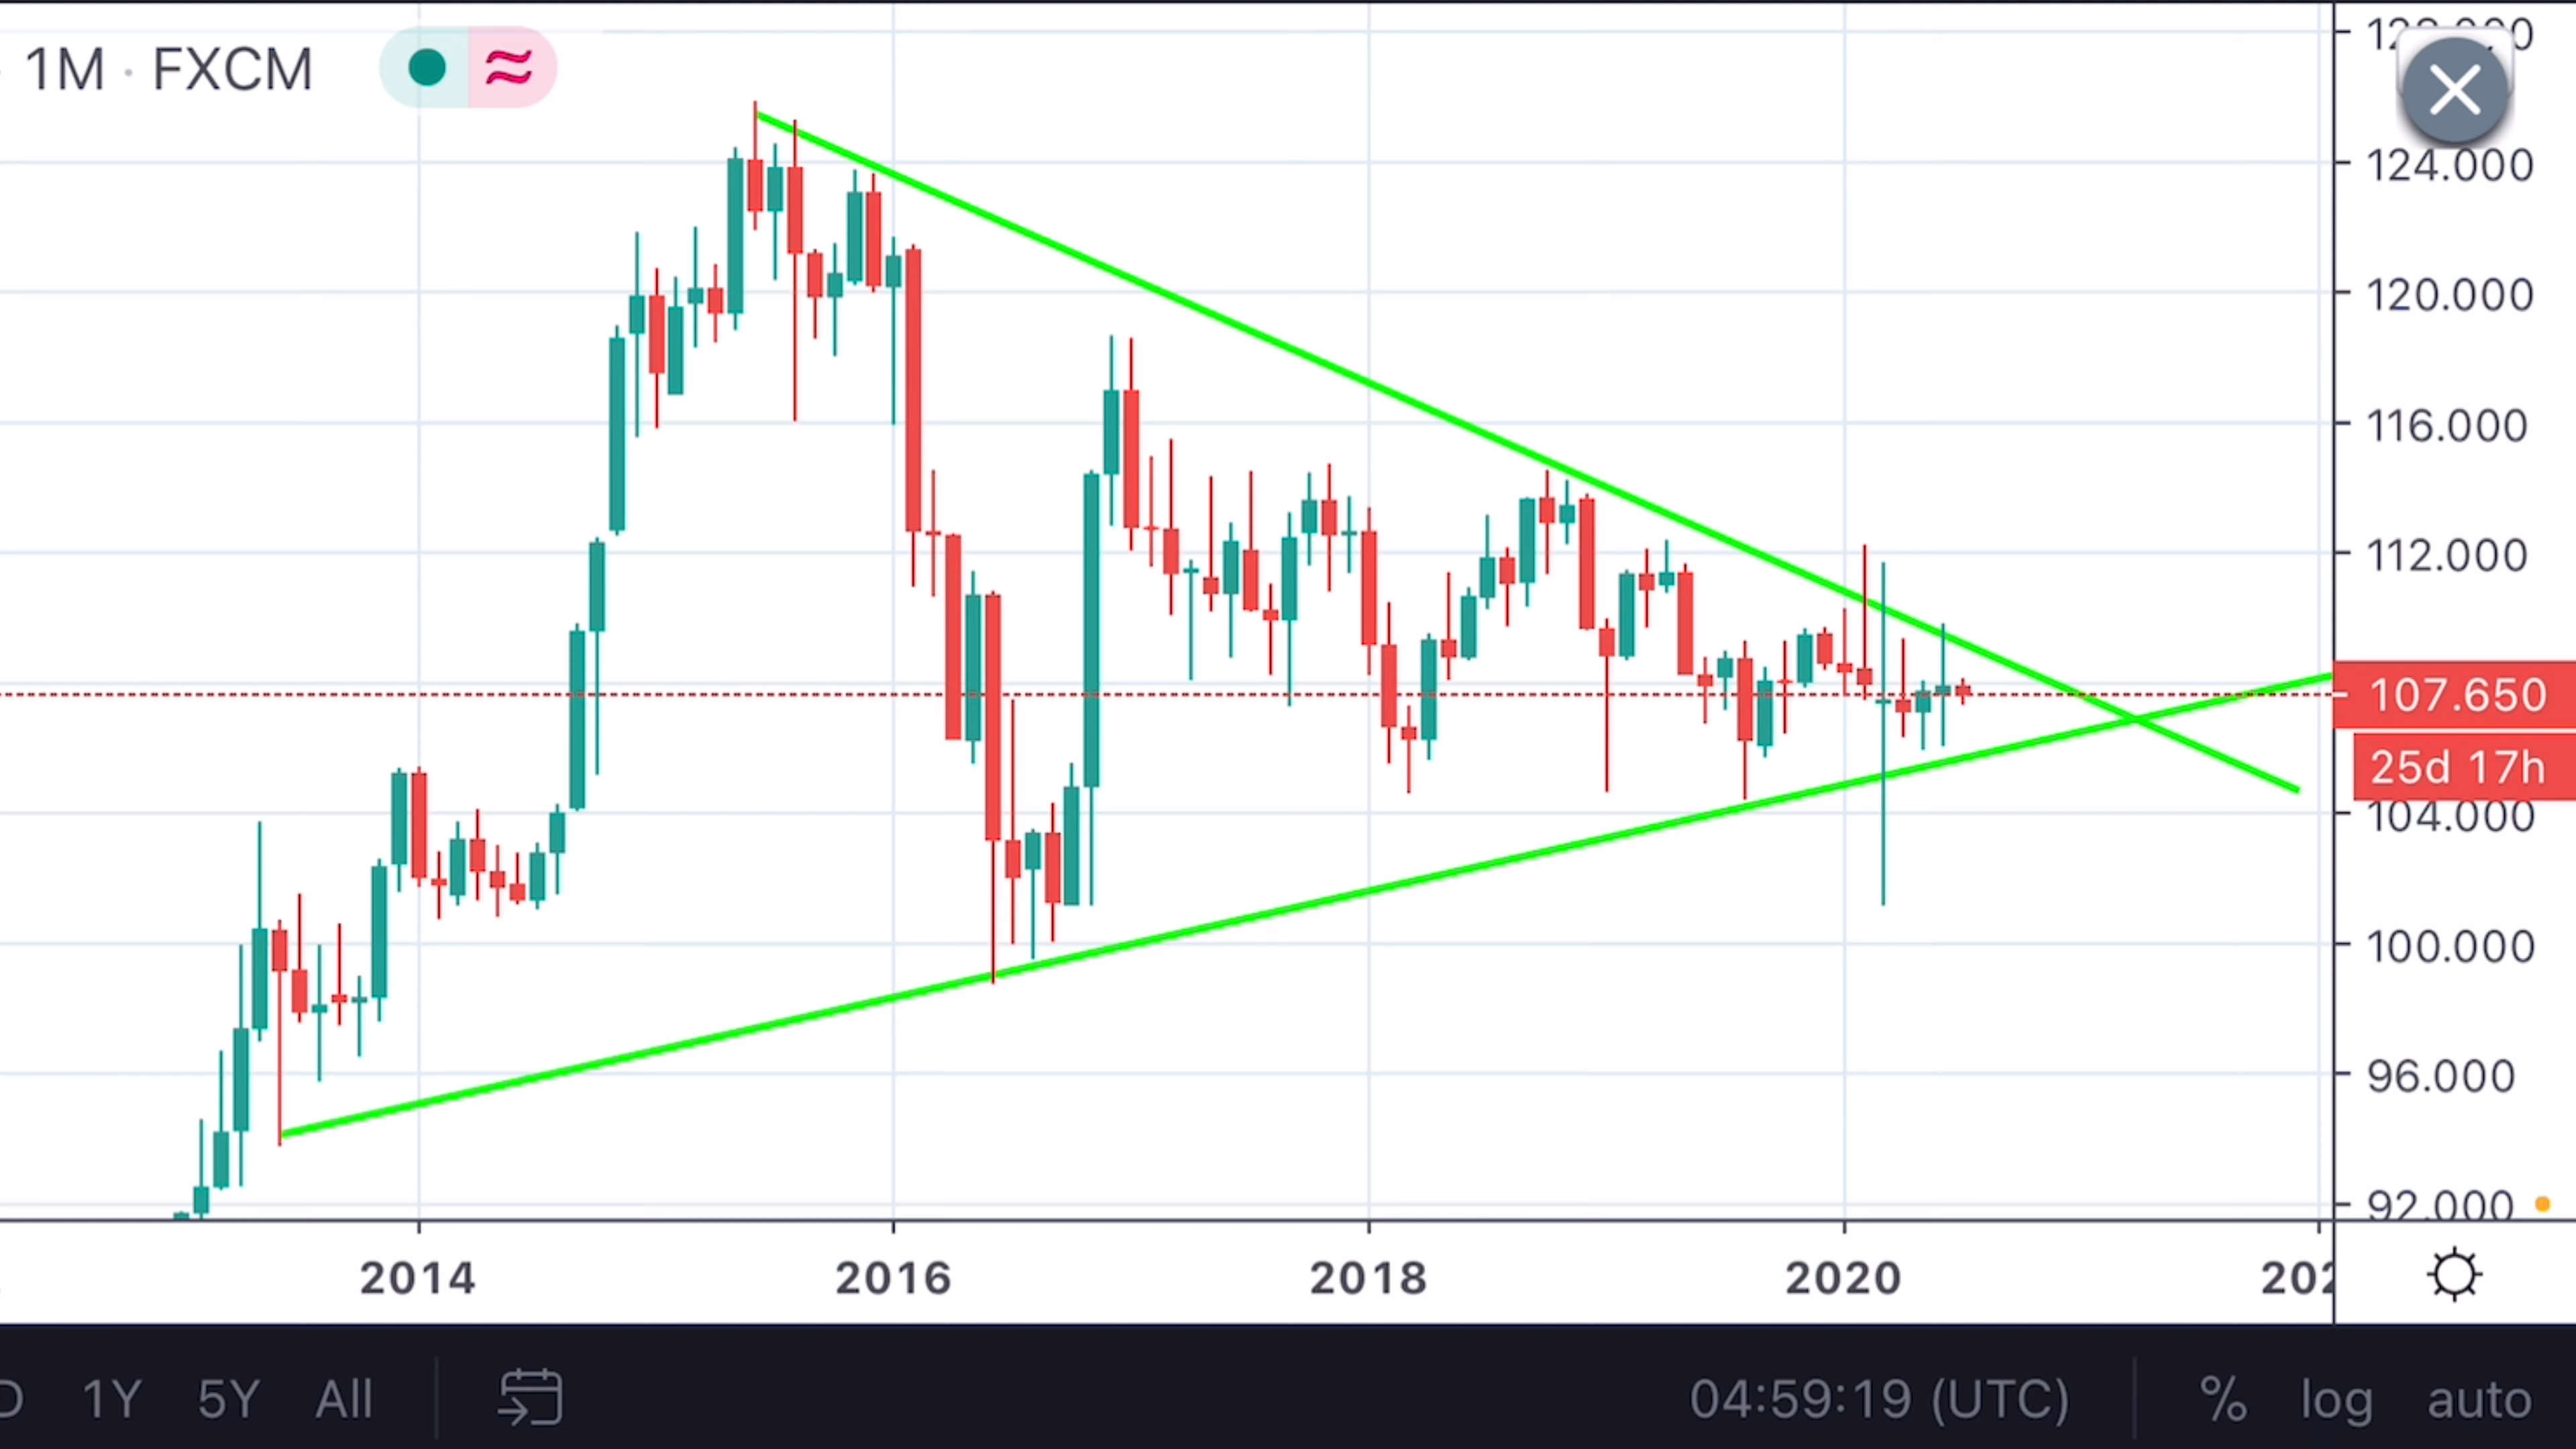 · 1M · FXCM
124.000
120.000
116.000
112.000
107.650
25d 17h
104.000
100.000
96.000
92.000
2014 2016 2018 2020
1Y 5Y All 04:59:19 (UTC) % log auto